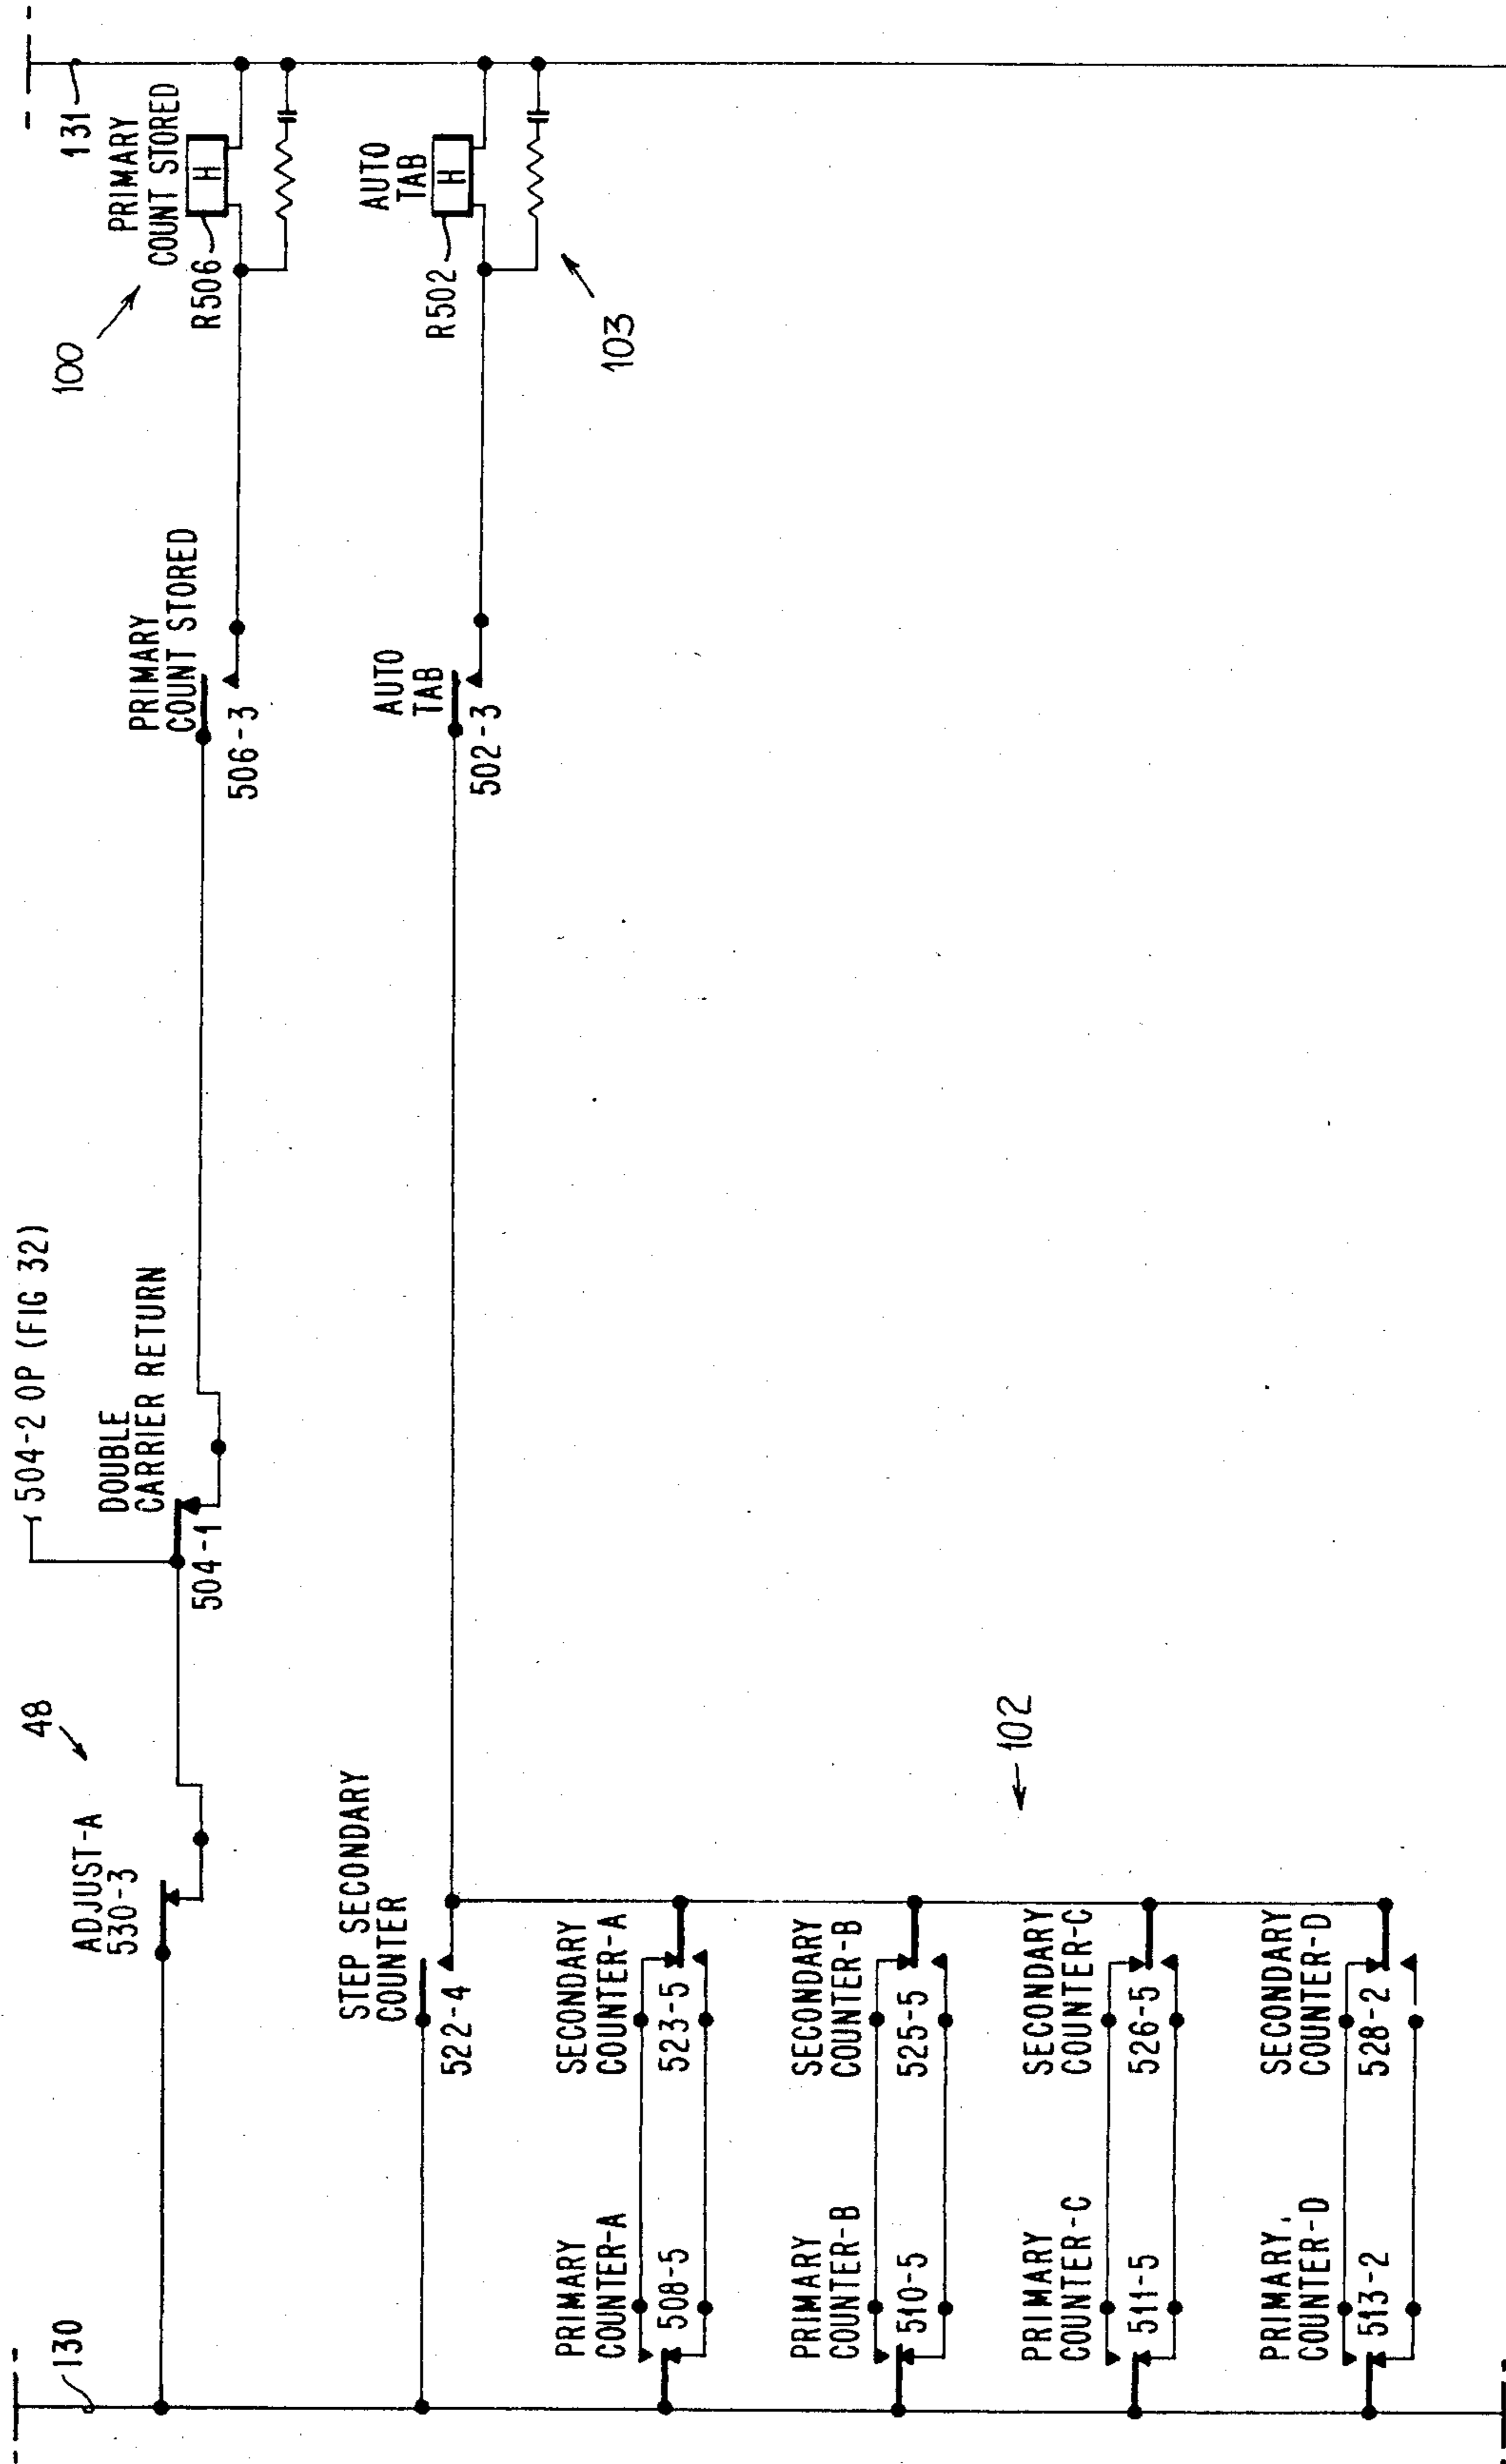 130
131
ADJUST-A
530-3
48
504-2 OP (FIG 32)
DOUBLE
CARRIER RETURN
504-1
PRIMARY
COUNT STORED
506-3
100
PRIMARY
COUNT STORED
R506
H
STEP SECONDARY
COUNTER
522-4
AUTO
TAB
502-3
AUTO
TAB
R502
H
103
PRIMARY
COUNTER-A
508-5
SECONDARY
COUNTER-A
523-5
PRIMARY
COUNTER-B
510-5
SECONDARY
COUNTER-B
525-5
102
PRIMARY
COUNTER-C
511-5
SECONDARY
COUNTER-C
526-5
PRIMARY
COUNTER-D
513-2
SECONDARY
COUNTER-D
528-2